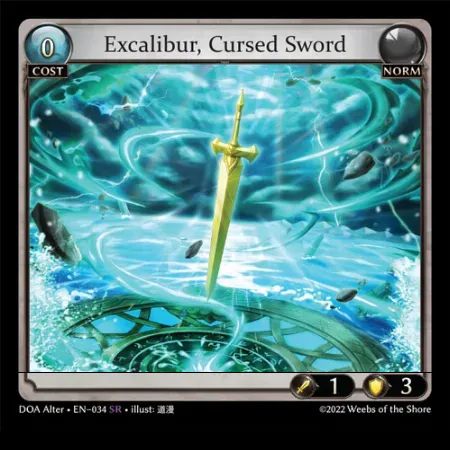 0
Excalibur, Cursed Sword
COST
NORM
1
3
DOA Alter • EN-034 SR • illust: 道漫
©2022 Weebs of the Shore